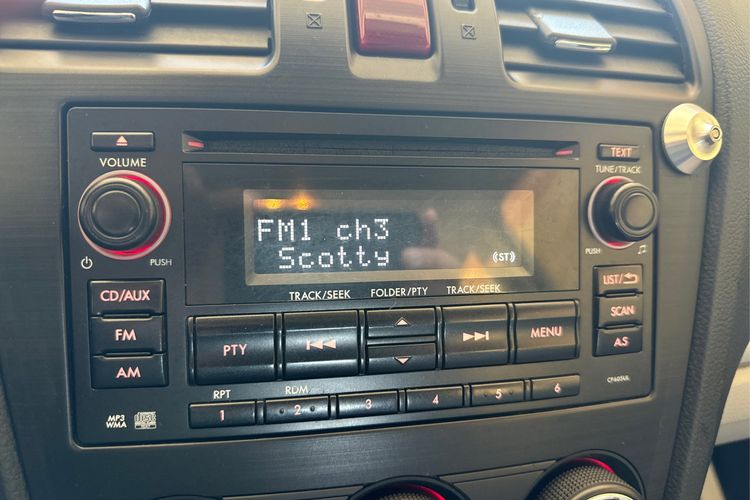 TEXT
VOLUME
TUNE/TRACK
FM1 ch3
Scotty
(ST)
PUSH
PUSH
TRACK/SEEK
FOLDER/PTY
TRACK/SEEK
LIST/
CD/AUX
SCAN
FM
PTY
MENU
A.S
AM
RPT
RDM
CF605UL
MP3
WMA
1
2
3
4
5
6